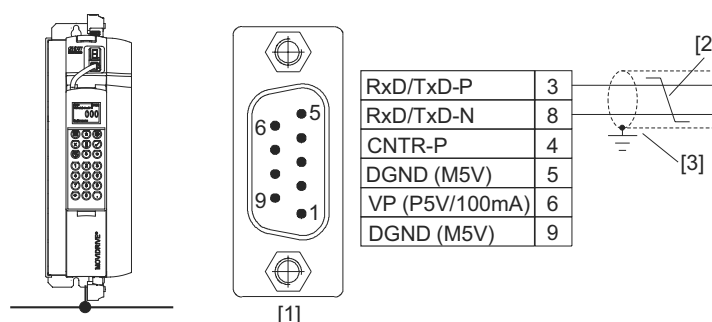 000
MOVIDRIVE®
6
5
9
1
[1]
RxD/TxD-P 3
RxD/TxD-N 8
CNTR-P 4
DGND (M5V) 5
VP (P5V/100mA) 6
DGND (M5V) 9
[2
[3]